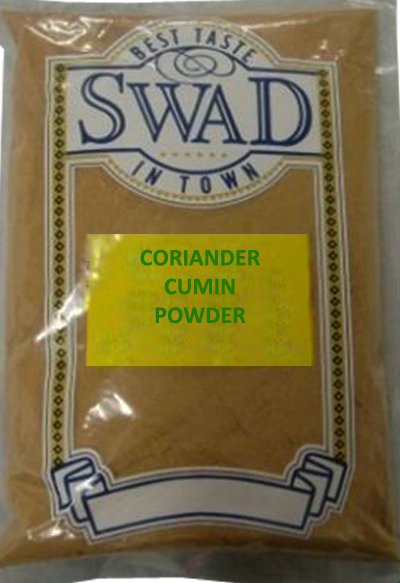 BEST TASTE
SWAD
IN TOWN
CORIANDER
CUMIN
POWDER